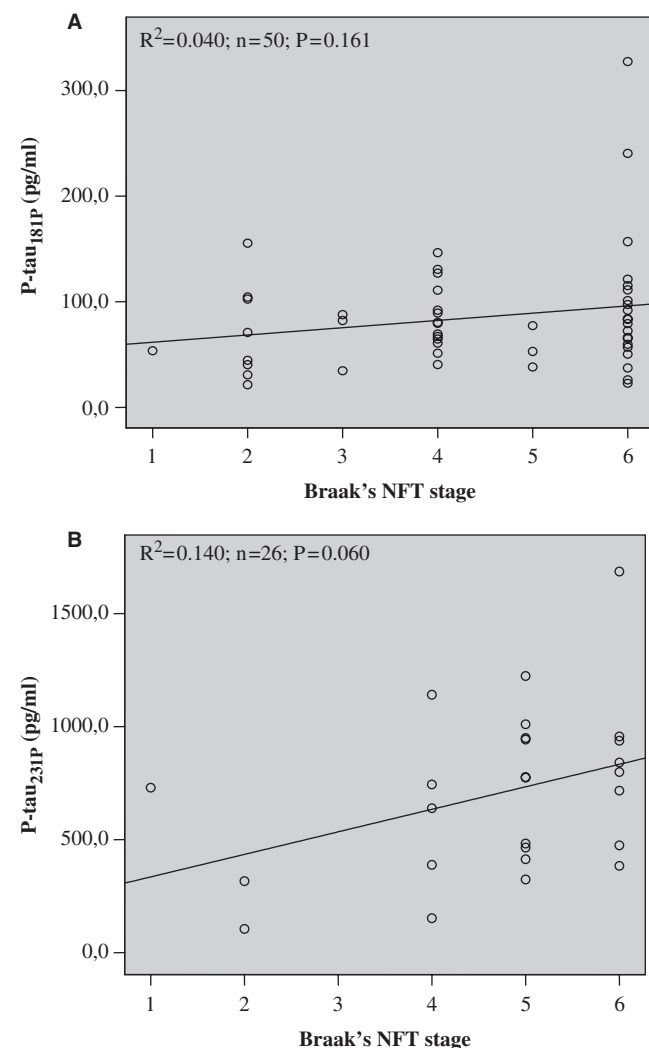 A
R²=0.040; n=50; P=0.161
300,0
200,0
100,0
0,0
P-tau181P (pg/ml)
1 2 3 4 5 6
Braak's NFT stage
B
R²=0.140; n=26; P=0.060
1500,0
1000,0
500,0
0,0
P-tau231P (pg/ml)
1 2 3 4 5 6
Braak's NFT stage